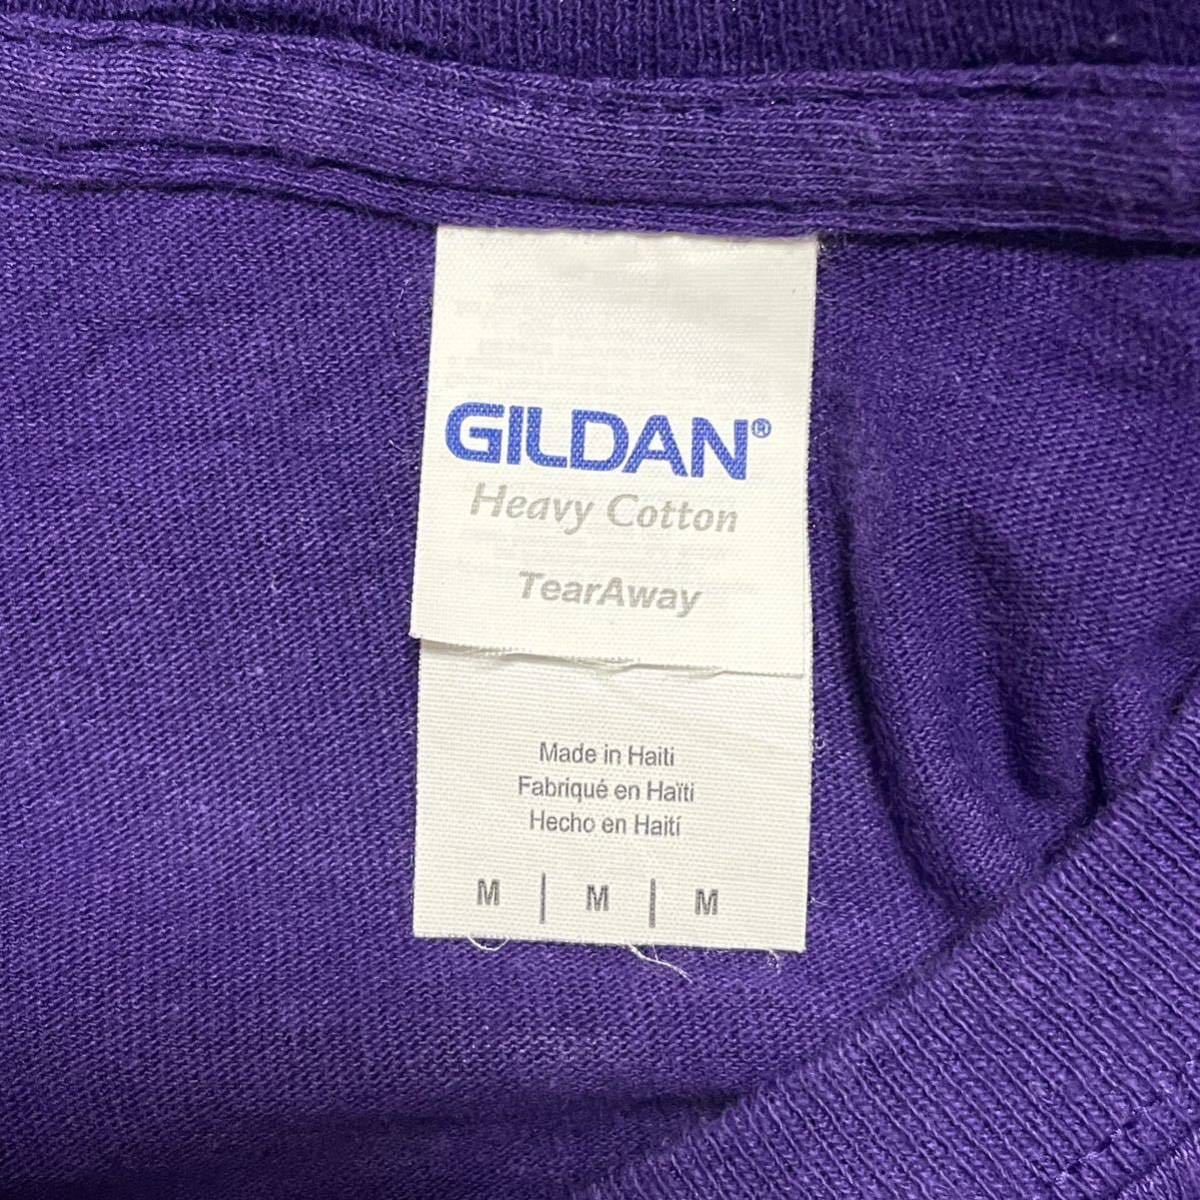 GILDAN®
Heavy Cotton
TearAway
Made in Haiti
Fabriqué en Haïti
Hecho en Haití
M | M | M